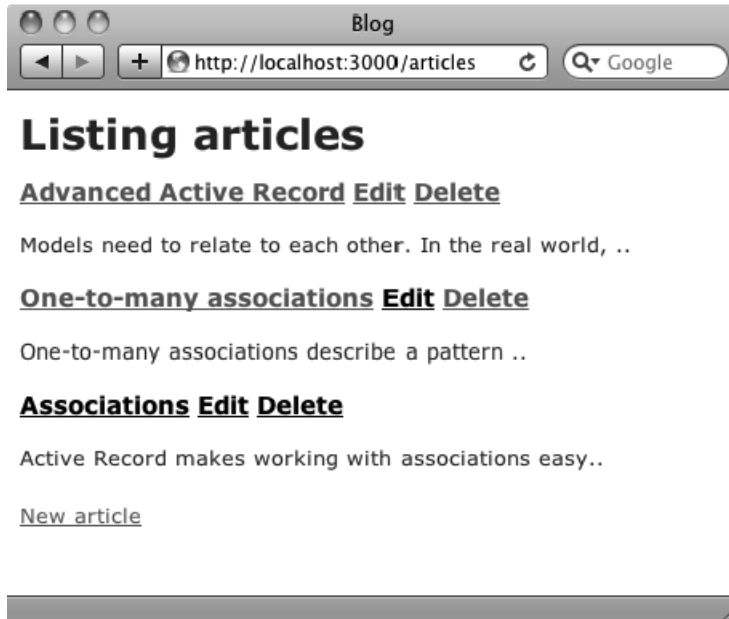 Blog
http://localhost:3000/articles
Google
Listing articles
Advanced Active Record Edit Delete
Models need to relate to each other. In the real world, ..
One-to-many associations Edit Delete
One-to-many associations describe a pattern ..
Associations Edit Delete
Active Record makes working with associations easy..
New article